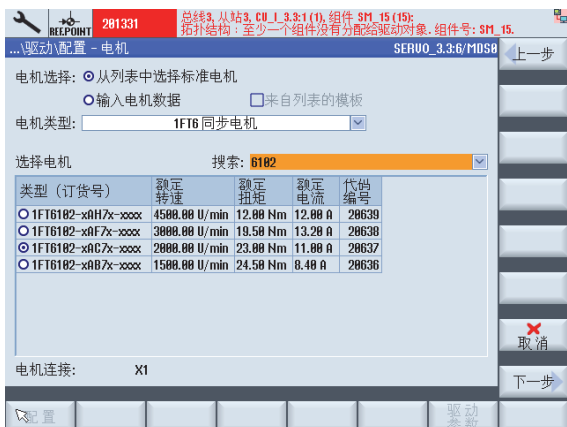 REF.POINT 201331 总线3, 从站3, CU_I_3.3:1 (1), 组件 SM_15 (15):
拓扑结构：至少一个组件没有分配给驱动对象. 组件号: SM_15.
...\驱动\配置 - 电机 SERVO_3.3:6/MDS0
上一步
电机选择: 从列表中选择标准电机
输入电机数据 来自列表的模板
电机类型: 1FT6 同步电机
选择电机 搜索: 6102
类型（订货号） 额定转速 额定扭矩 额定电流 代码编号
1FT6102-xAH7x-xxxx 4500.00 U/min 12.00 Nm 12.00 A 20639
1FT6102-xAF7x-xxxx 3000.00 U/min 19.50 Nm 13.20 A 20638
1FT6102-xAC7x-xxxx 2000.00 U/min 23.00 Nm 11.00 A 20637
1FT6102-xAB7x-xxxx 1500.00 U/min 24.50 Nm 8.40 A 20636
取消
电机连接: X1
下一步
配置 驱动参数